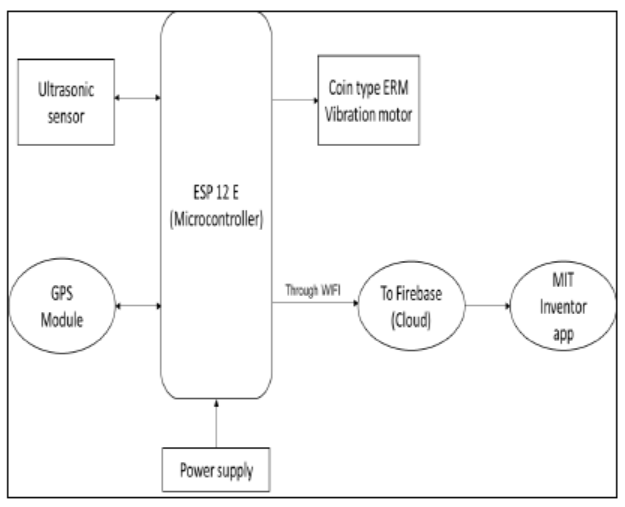 Ultrasonic
sensor
Coin type ERM
Vibration motor
ESP 12 E
(Microcontroller)
GPS
Module
Through WIFI
To Firebase
(Cloud)
MIT
Inventor
app
Power supply